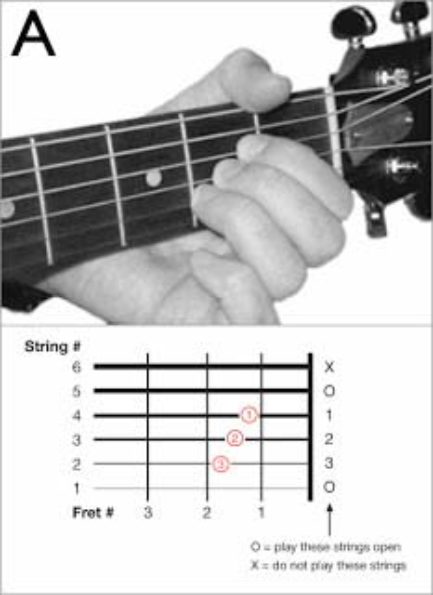 A
String #
6 X
5 O
4 1 1
3 2 2
2 3 3
1 O
Fret # 3 2 1
O = play these strings open
X = do not play these strings